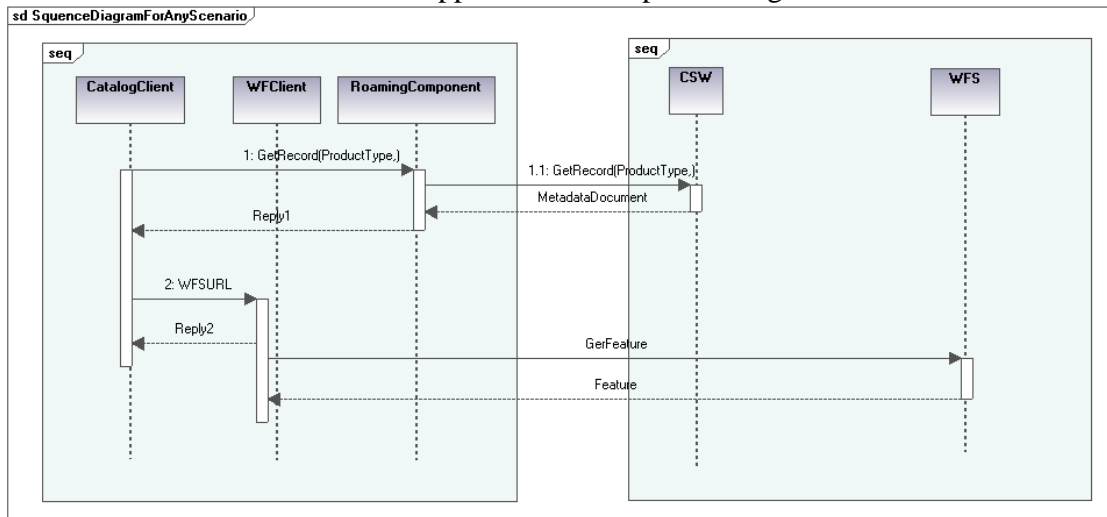 sd SquenceDiagramForAnyScenario
seq
seq
CatalogClient
WFClient
RoamingComponent
CSW
WFS
1: GetRecord(ProductType,)
1.1: GetRecord(ProductType,)
MetadataDocument
Reply1
2: WFSURL
Reply2
GerFeature
Feature